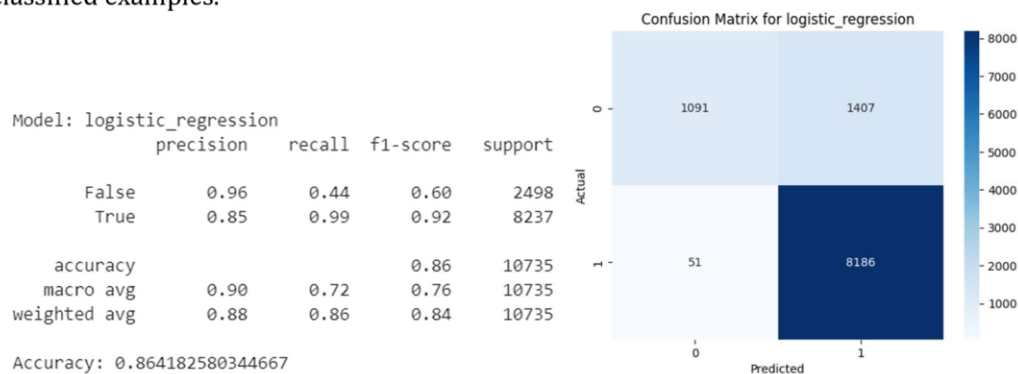 classified examples.
Model: logistic_regression
precision recall f1-score support
False 0.96 0.44 0.60 2498
True 0.85 0.99 0.92 8237
accuracy 0.86 10735
macro avg 0.90 0.72 0.76 10735
weighted avg 0.88 0.86 0.84 10735
Accuracy: 0.864182580344667
Confusion Matrix for logistic_regression
0
1091 1407
Actual
1
51 8186
0 1
Predicted
8000
7000
6000
5000
4000
3000
2000
1000